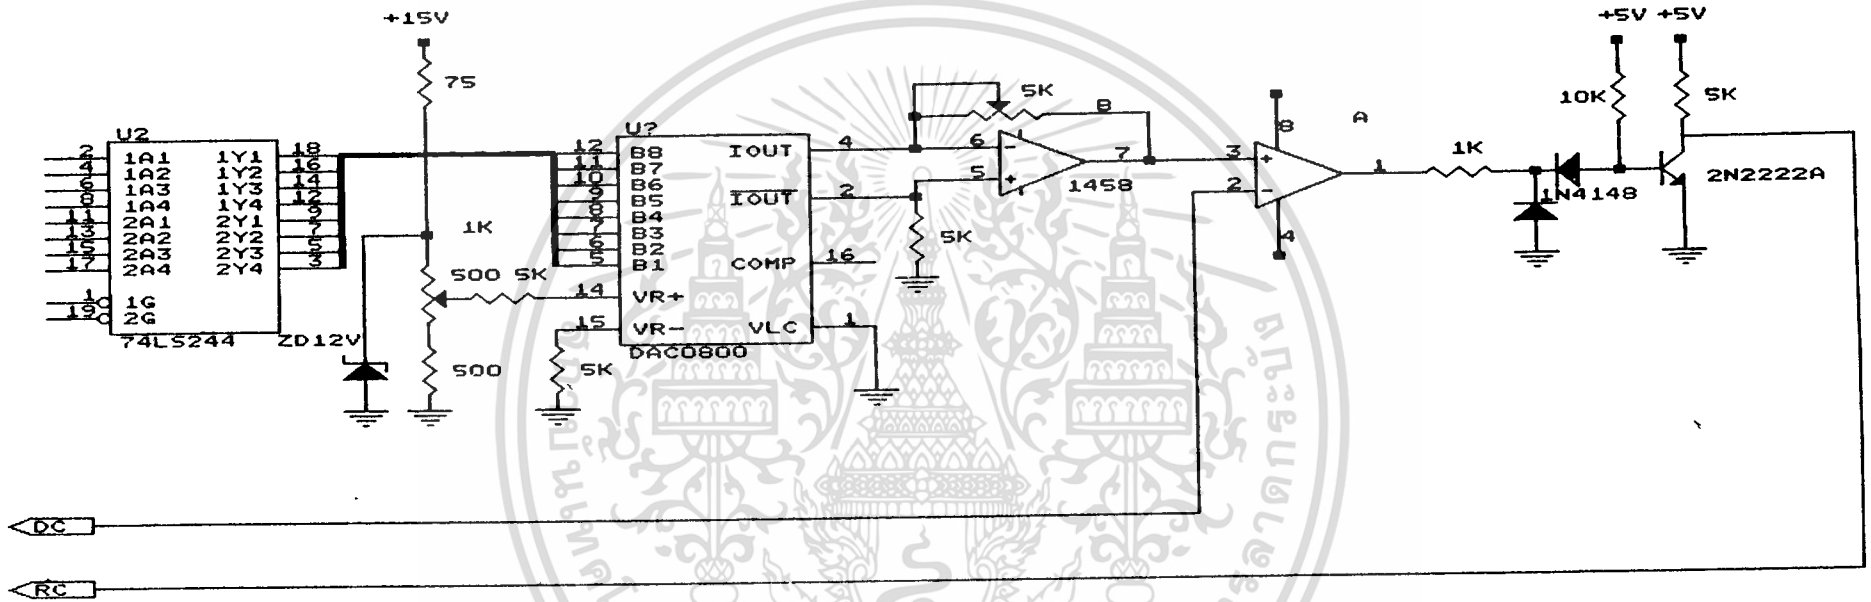 +15V
+5V +5V
75
5K
10K
5K
U2
2 1A1 1Y1 18
4 1A2 1Y2 16
6 1A3 1Y3 14
8 1A4 1Y4 12
11 2A1 2Y1 9
13 2A2 2Y2 7
15 2A3 2Y3 5
17 2A4 2Y4 3
1 1G
19 2G
74LS244
U?
12 B8 IOUT 4
11 B7
10 B6
9 B5 IOUT 2
8 B4
7 B3
6 B2
5 B1 COMP 16
14 VR+
15 VR- VLC 1
DAC0800
B
6 -
5 +
7
1458
8
A
3 +
2 -
1
4
1K
1N4148
2N2222A
1K
500 5K
5K
ZD12V
500
5K
DC
RC